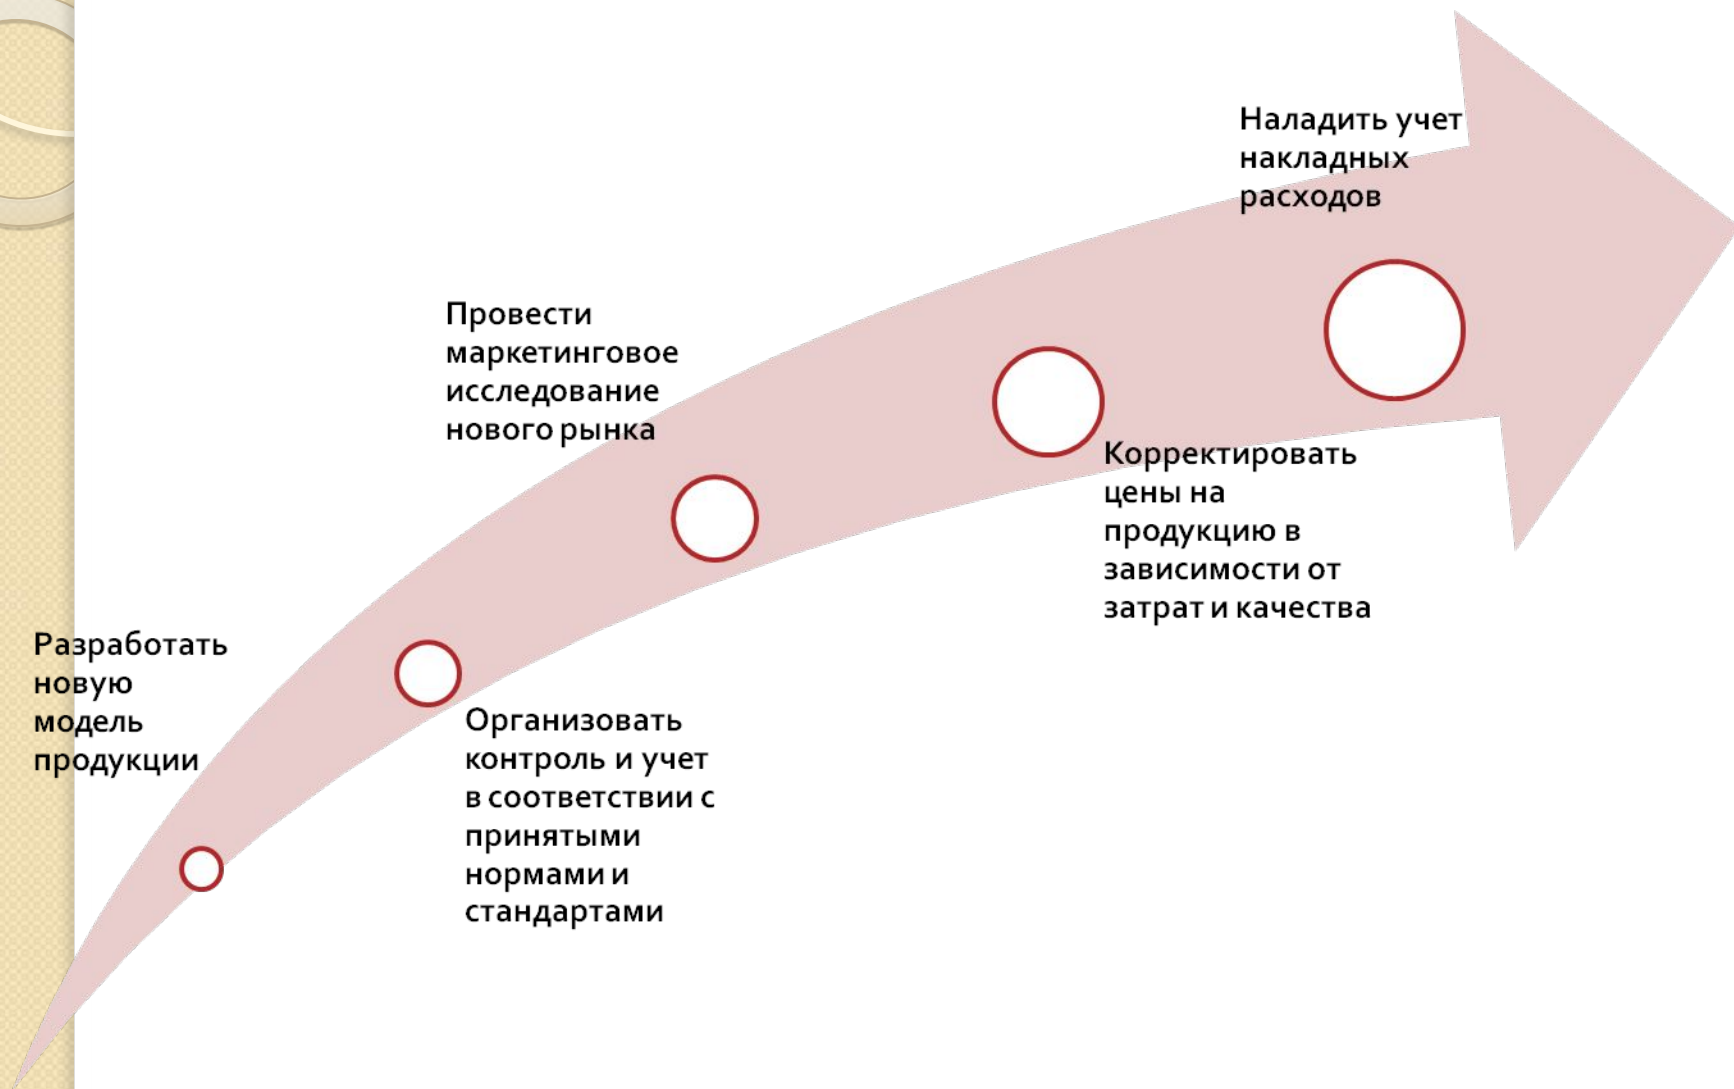 Разработать
новую
модель
продукции
Организовать
контроль и учет
в соответствии с
принятыми
нормами и
стандартами
Провести
маркетинговое
исследование
нового рынка
Корректировать
цены на
продукцию в
зависимости от
затрат и качества
Наладить учет
накладных
расходов